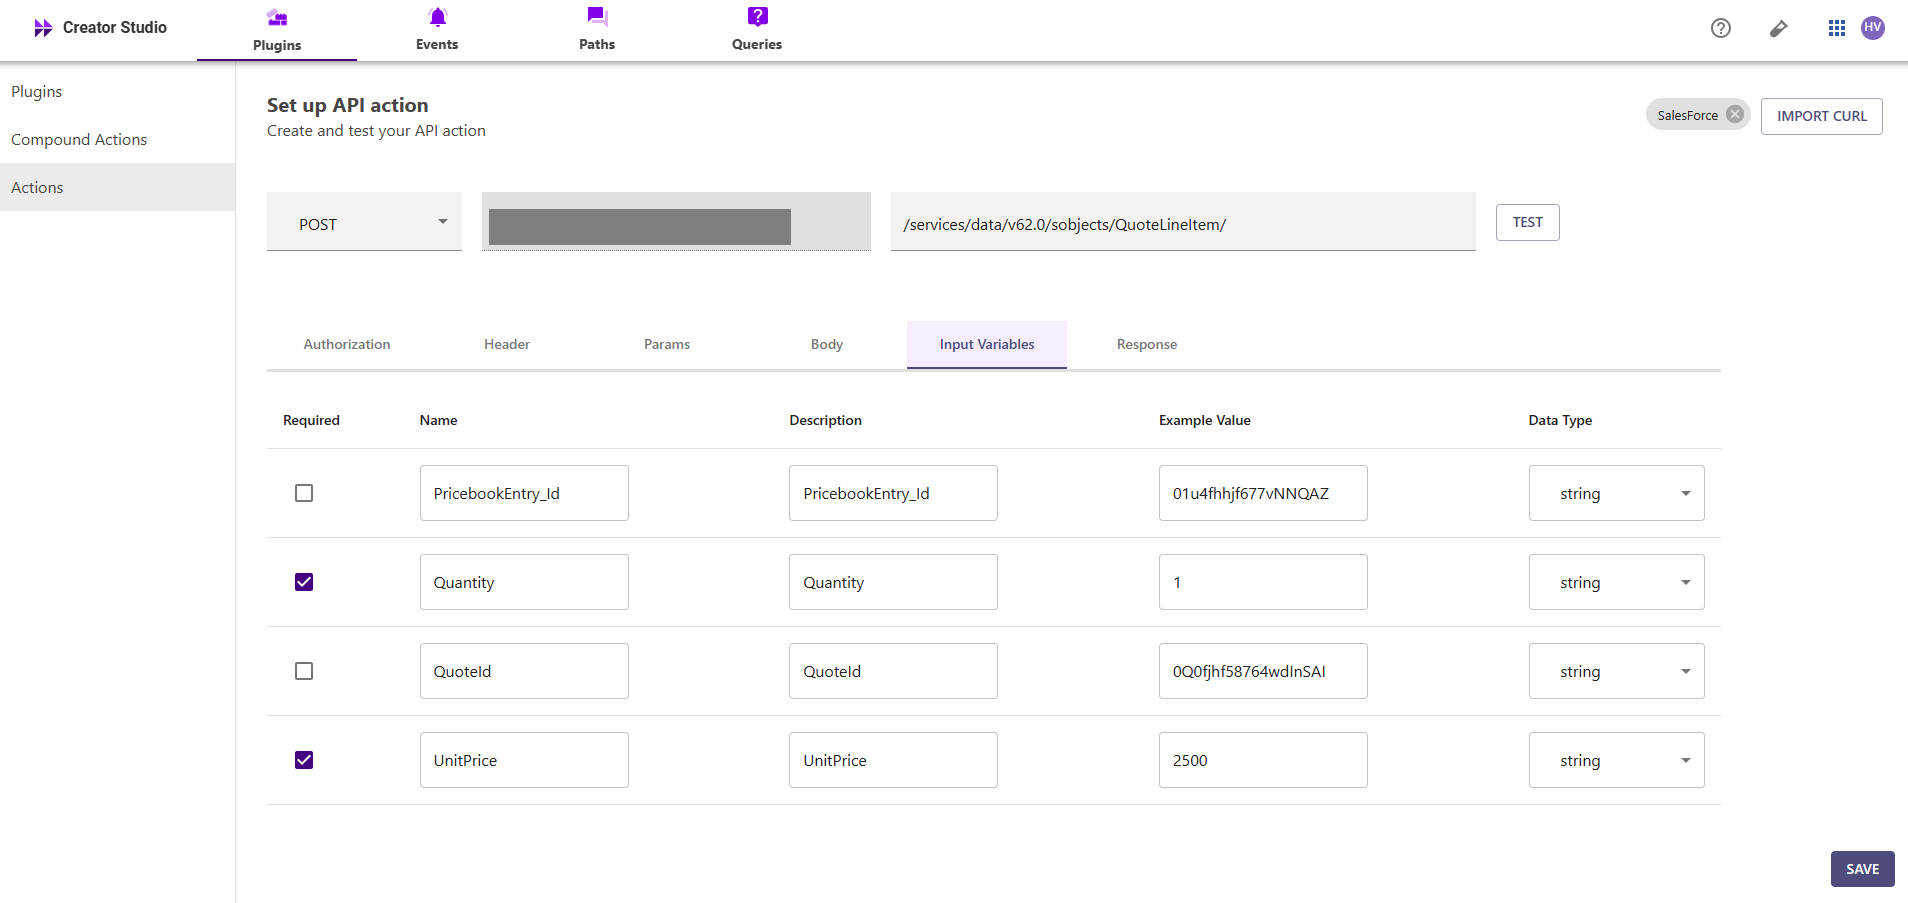 Creator Studio
Plugins
Events
Paths
Queries
HV
Plugins
Compound Actions
Actions
Set up API action
Create and test your API action
SalesForce
IMPORT CURL
POST
/services/data/v62.0/sobjects/QuoteLineItem/
TEST
Authorization
Header
Params
Body
Input Variables
Response
Required
Name
Description
Example Value
Data Type
PricebookEntry_Id
PricebookEntry_Id
01u4fhhjf677vNNQAZ
string
Quantity
Quantity
1
string
QuoteId
QuoteId
0Q0fjhf58764wdInSAI
string
UnitPrice
UnitPrice
2500
string
SAVE